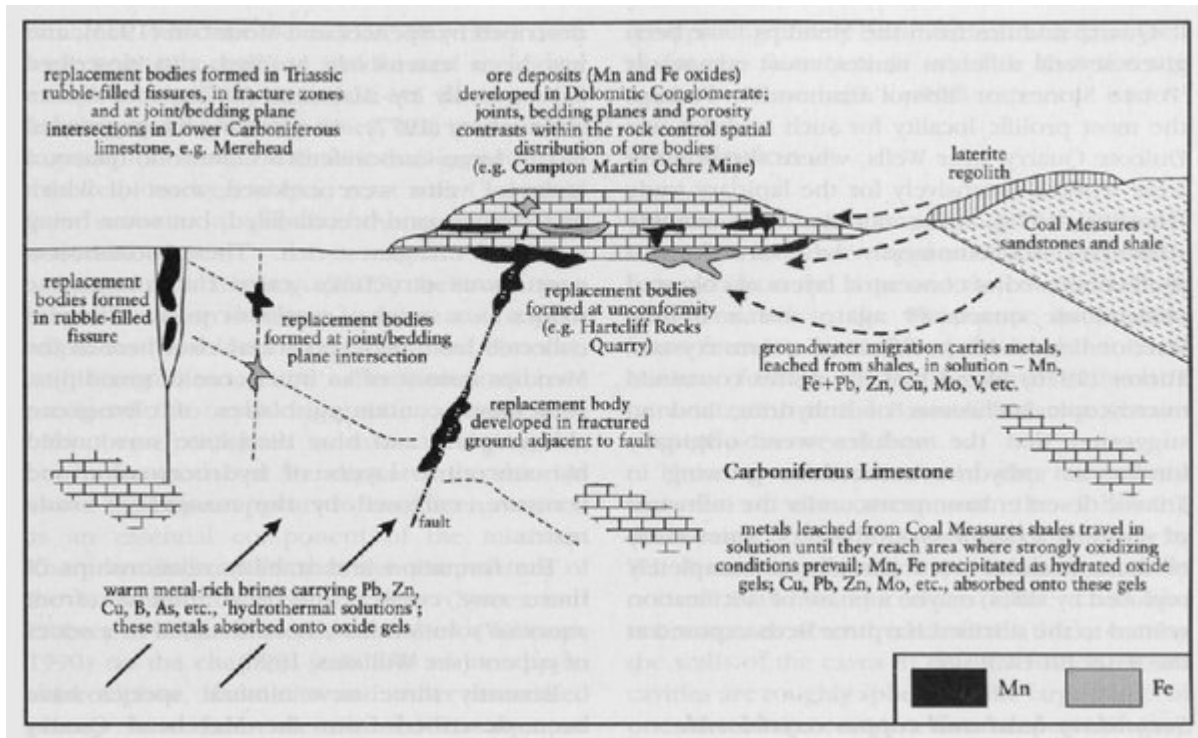 replacement bodies formed in Triassic
rubble-filled fissures, in fracture zones
and at joint/bedding plane
intersections in Lower Carboniferous
limestone, e.g. Merehead
ore deposits (Mn and Fe oxides)
developed in Dolomitic Conglomerate;
joints, bedding planes and porosity
contrasts within the rock control spatial
distribution of ore bodies
(e.g. Compton Martin Ochre Mine)
laterite
regolith
Coal Measures
sandstones and shale
replacement
bodies formed
in rubble-filled
fissure
replacement bodies
formed at joint/bedding
plane intersection
replacement bodies
formed at unconformity
(e.g. Hartcliff Rocks
Quarry)
groundwater migration carries metals,
leached from shales, in solution – Mn,
Fe+Pb, Zn, Cu, Mo, V, etc.
replacement body
developed in fractured
ground adjacent to fault
Carboniferous Limestone
fault
metals leached from Coal Measures shales travel in
solution until they reach area where strongly oxidizing
conditions prevail; Mn, Fe precipitated as hydrated oxide
gels; Cu, Pb, Zn, Mo, etc., absorbed onto these gels
warm metal-rich brines carrying Pb, Zn,
Cu, B, As, etc., 'hydrothermal solutions';
these metals absorbed onto oxide gels
Mn
Fe